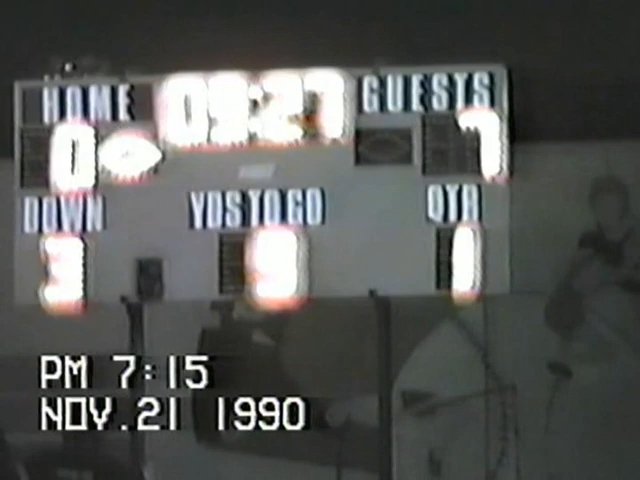 HOME 09:27 GUESTS
0 7
DOWN YDS TO GO QTR
3 9 1
PM 7:15
NOV. 21 1990